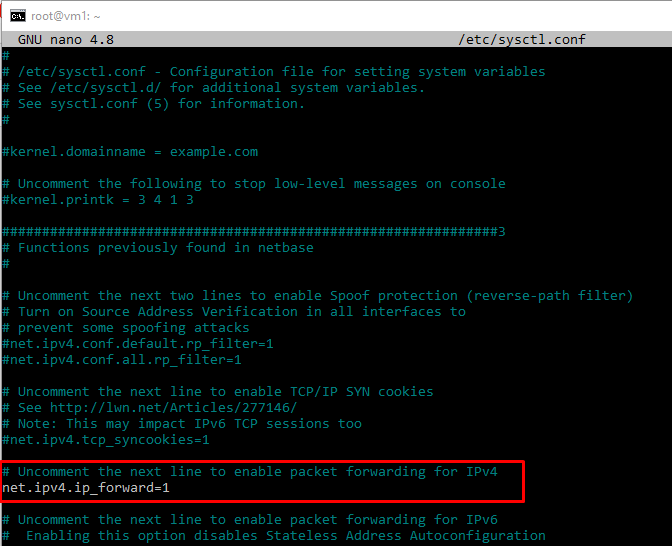 root@vm1: ~
GNU nano 4.8 /etc/sysctl.conf
#
# /etc/sysctl.conf - Configuration file for setting system variables
# See /etc/sysctl.d/ for additional system variables.
# See sysctl.conf (5) for information.
#
#kernel.domainname = example.com
# Uncomment the following to stop low-level messages on console
#kernel.printk = 3 4 1 3
##############################################################3
# Functions previously found in netbase
#
# Uncomment the next two lines to enable Spoof protection (reverse-path filter)
# Turn on Source Address Verification in all interfaces to
# prevent some spoofing attacks
#net.ipv4.conf.default.rp_filter=1
#net.ipv4.conf.all.rp_filter=1
# Uncomment the next line to enable TCP/IP SYN cookies
# See http://lwn.net/Articles/277146/
# Note: This may impact IPv6 TCP sessions too
#net.ipv4.tcp_syncookies=1
# Uncomment the next line to enable packet forwarding for IPv4
net.ipv4.ip_forward=1
# Uncomment the next line to enable packet forwarding for IPv6
#  Enabling this option disables Stateless Address Autoconfiguration